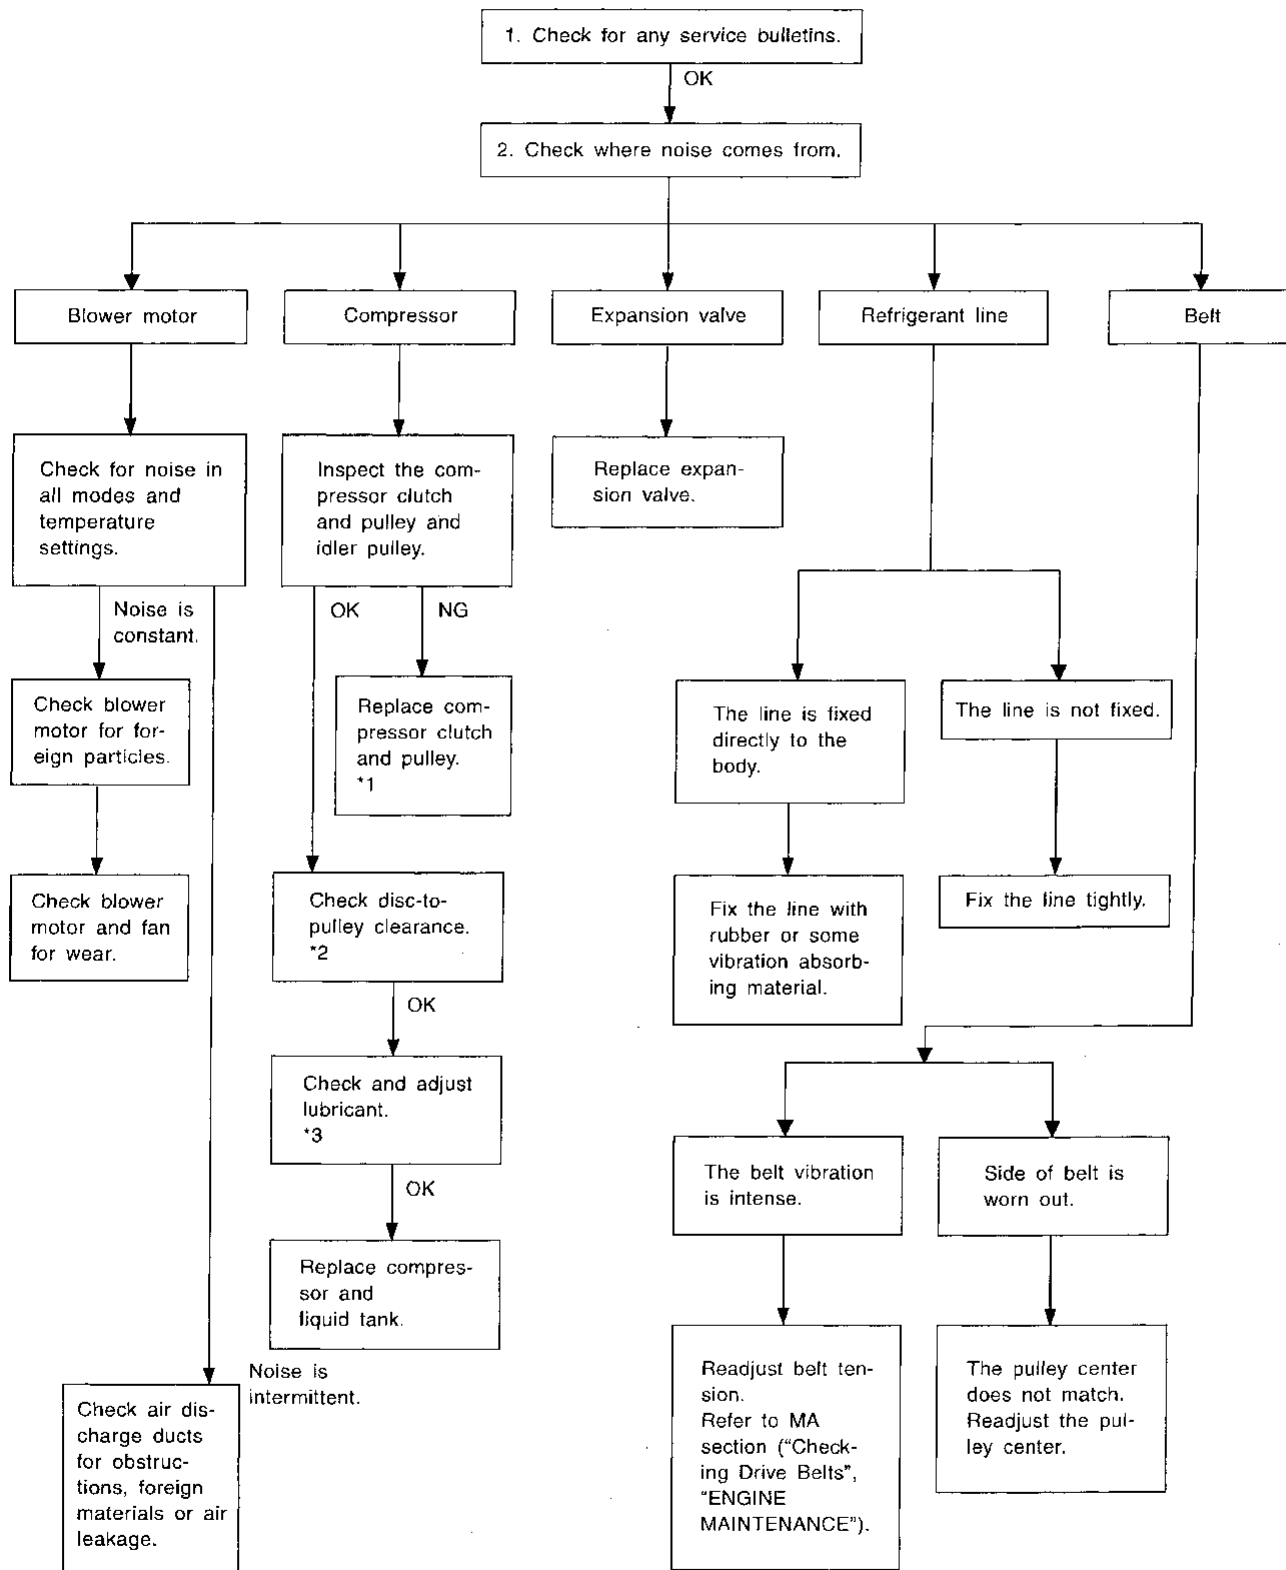 1. Check for any service bulletins.
OK
2. Check where noise comes from.
Blower motor
Compressor
Expansion valve
Refrigerant line
Belt
Check for noise in
all modes and
temperature
settings.
Inspect the com-
pressor clutch
and pulley and
idler pulley.
Replace expan-
sion valve.
Noise is
constant.
OK
NG
Check blower
motor for for-
eign particles.
Replace com-
pressor clutch
and pulley.
*1
The line is fixed
directly to the
body.
The line is not fixed.
Check blower
motor and fan
for wear.
Check disc-to-
pulley clearance.
*2
Fix the line with
rubber or some
vibration absorb-
ing material.
Fix the line tightly.
OK
Check and adjust
lubricant.
*3
OK
The belt vibration
is intense.
Side of belt is
worn out.
Replace compres-
sor and
liquid tank.
Noise is
intermittent.
Check air dis-
charge ducts
for obstruc-
tions, foreign
materials or air
leakage.
Readjust belt ten-
sion.
Refer to MA
section (“Check-
ing Drive Belts”,
“ENGINE
MAINTENANCE”).
The pulley center
does not match.
Readjust the pul-
ley center.